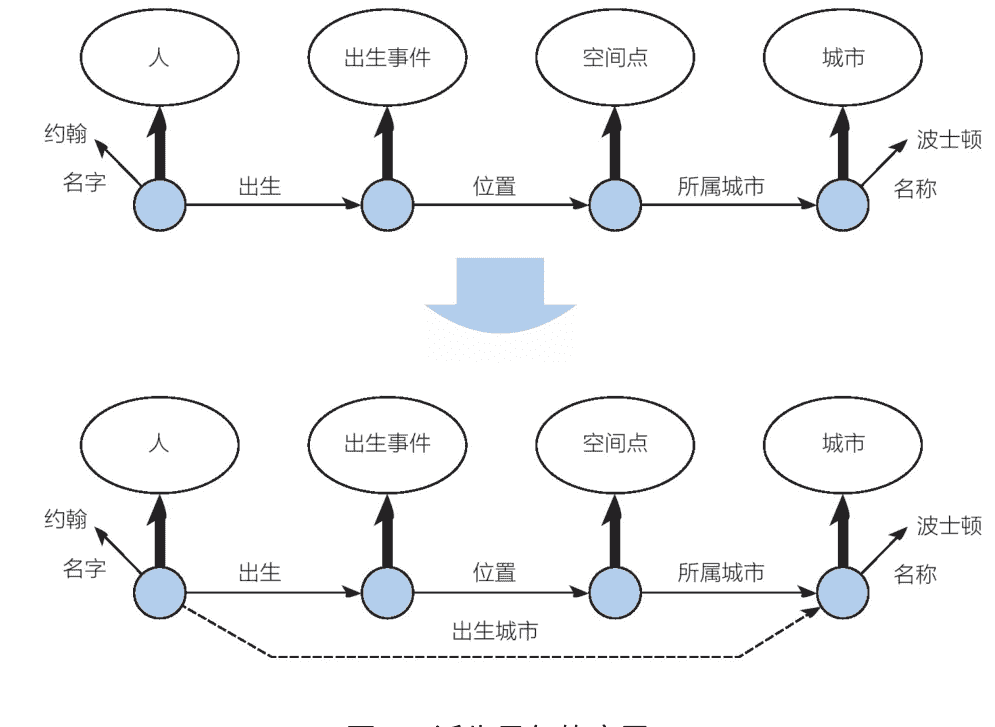 人 出生事件 空间点 城市
约翰 波士顿
名字 出生 位置 所属城市 名称
人 出生事件 空间点 城市
约翰 波士顿
名字 出生 位置 所属城市 名称
出生城市